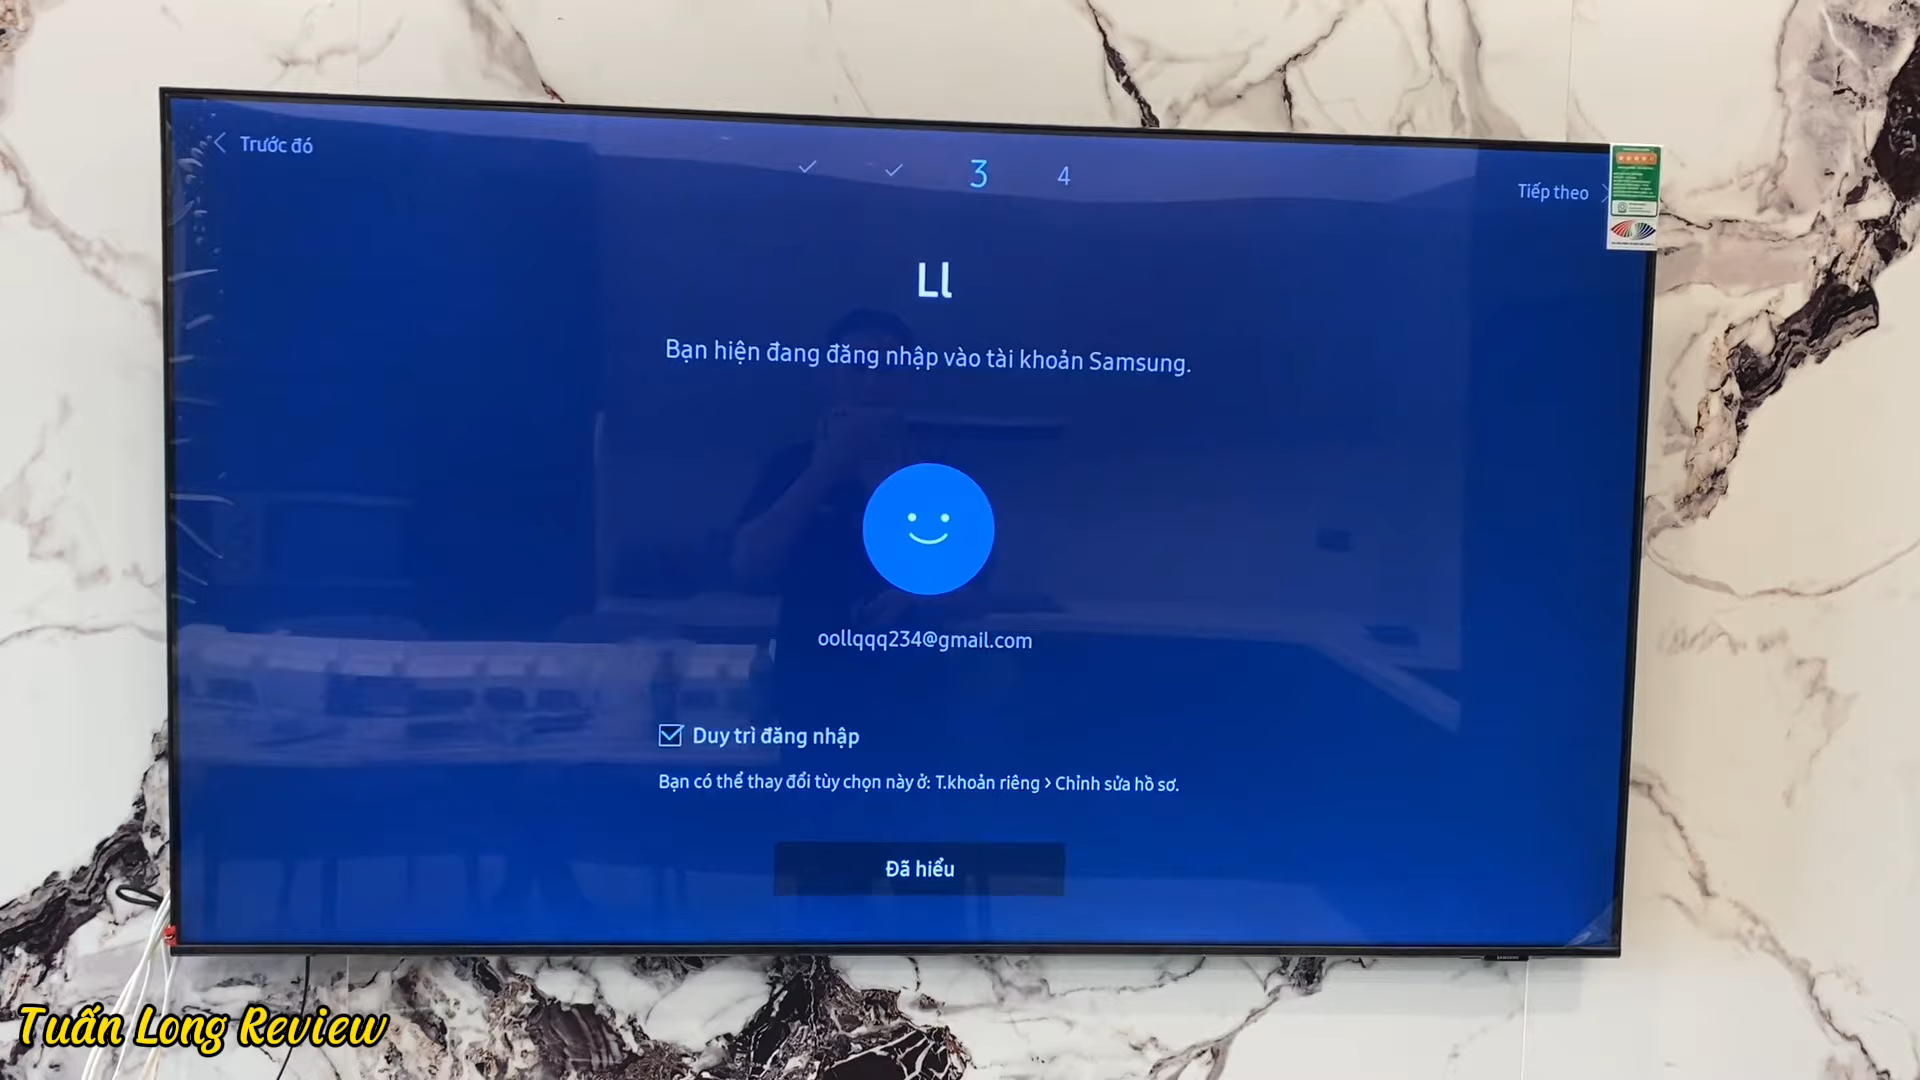 Trước đó
3
4
Tiếp theo
Ll
Bạn hiện đang đăng nhập vào tài khoản Samsung.
oollqqq234@gmail.com
Duy trì đăng nhập
Bạn có thể thay đổi tùy chọn này ở: T.khoản riêng > Chỉnh sửa hồ sơ.
Đã hiểu
SAMSUNG
Tuấn Long Review